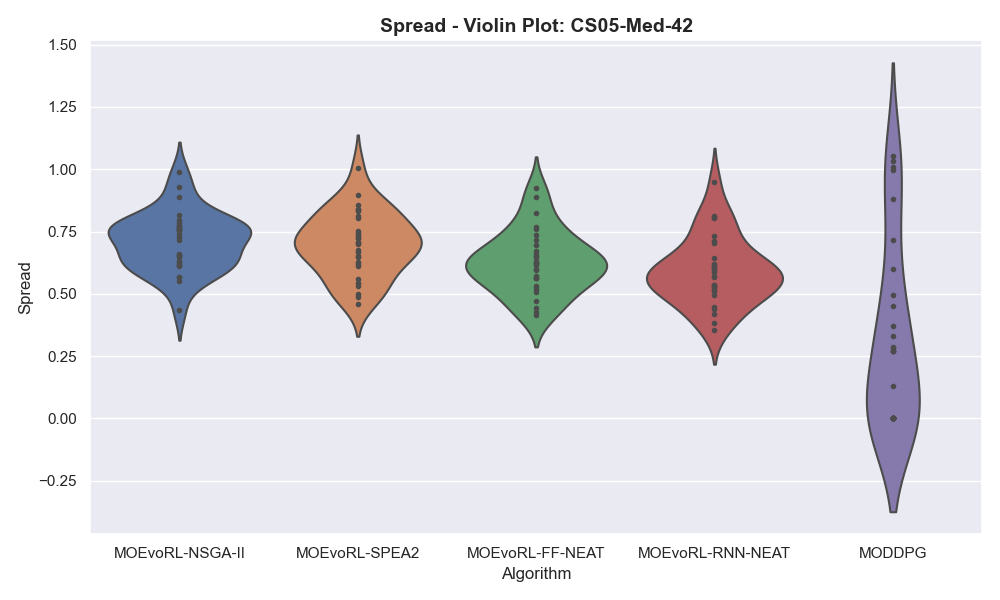 Spread - Violin Plot: CS05-Med-42
1.50
1.25
1.00
0.75
0.50
0.25
0.00
−0.25
Spread
MOEvoRL-NSGA-II MOEvoRL-SPEA2 MOEvoRL-FF-NEAT MOEvoRL-RNN-NEAT MODDPG
Algorithm